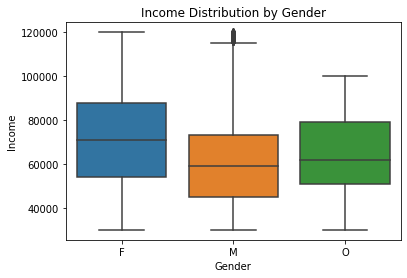 Income Distribution by Gender
120000
100000
80000
60000
40000
Income
F M O
Gender